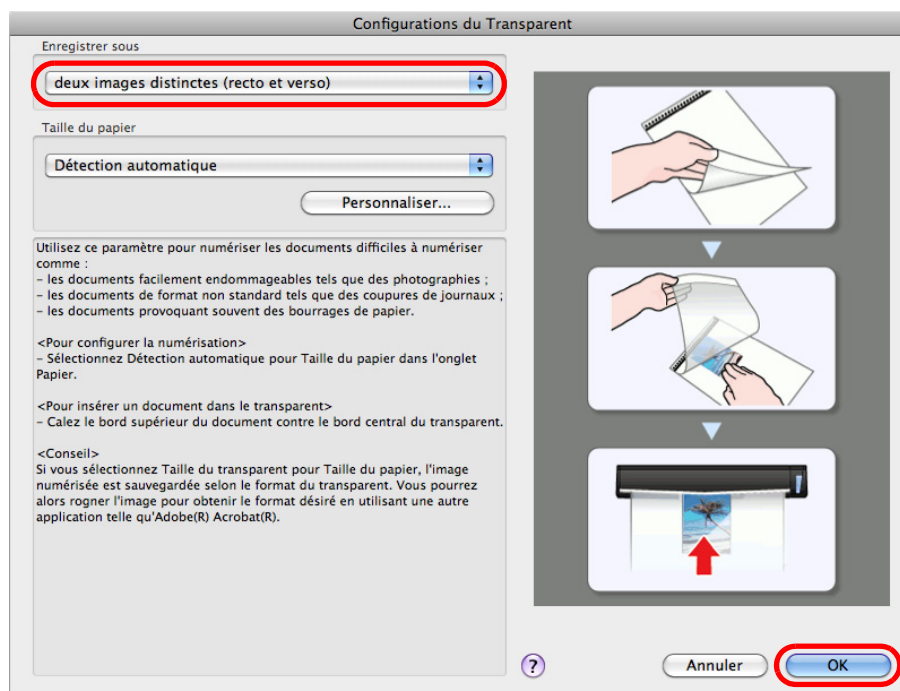 Configurations du Transparent
Enregistrer sous
deux images distinctes (recto et verso)
Taille du papier
Détection automatique
Personnaliser...
Utilisez ce paramètre pour numériser les documents difficiles à numériser
comme :
– les documents facilement endommageables tels que des photographies ;
– les documents de format non standard tels que des coupures de journaux ;
– les documents provoquant souvent des bourrages de papier.
<Pour configurer la numérisation>
– Sélectionnez Détection automatique pour Taille du papier dans l'onglet
Papier.
<Pour insérer un document dans le transparent>
– Calez le bord supérieur du document contre le bord central du transparent.
<Conseil>
Si vous sélectionnez Taille du transparent pour Taille du papier, l'image
numérisée est sauvegardée selon le format du transparent. Vous pourrez
alors rogner l'image pour obtenir le format désiré en utilisant une autre
application telle qu'Adobe(R) Acrobat(R).
?
Annuler
OK